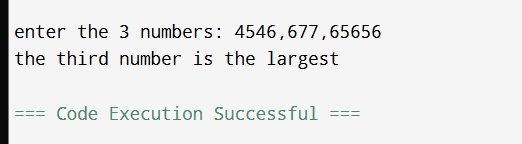 enter the 3 numbers: 4546,677,65656
the third number is the largest
=== Code Execution Successful ===